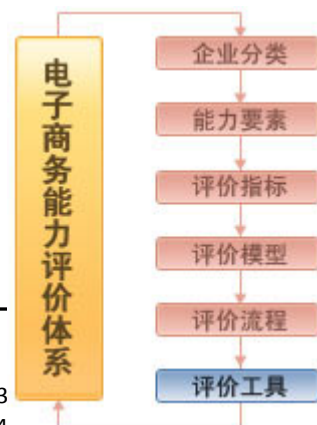 电子商务能力评价体系
企业分类
能力要素
评价指标
评价模型
评价流程
评价工具
3